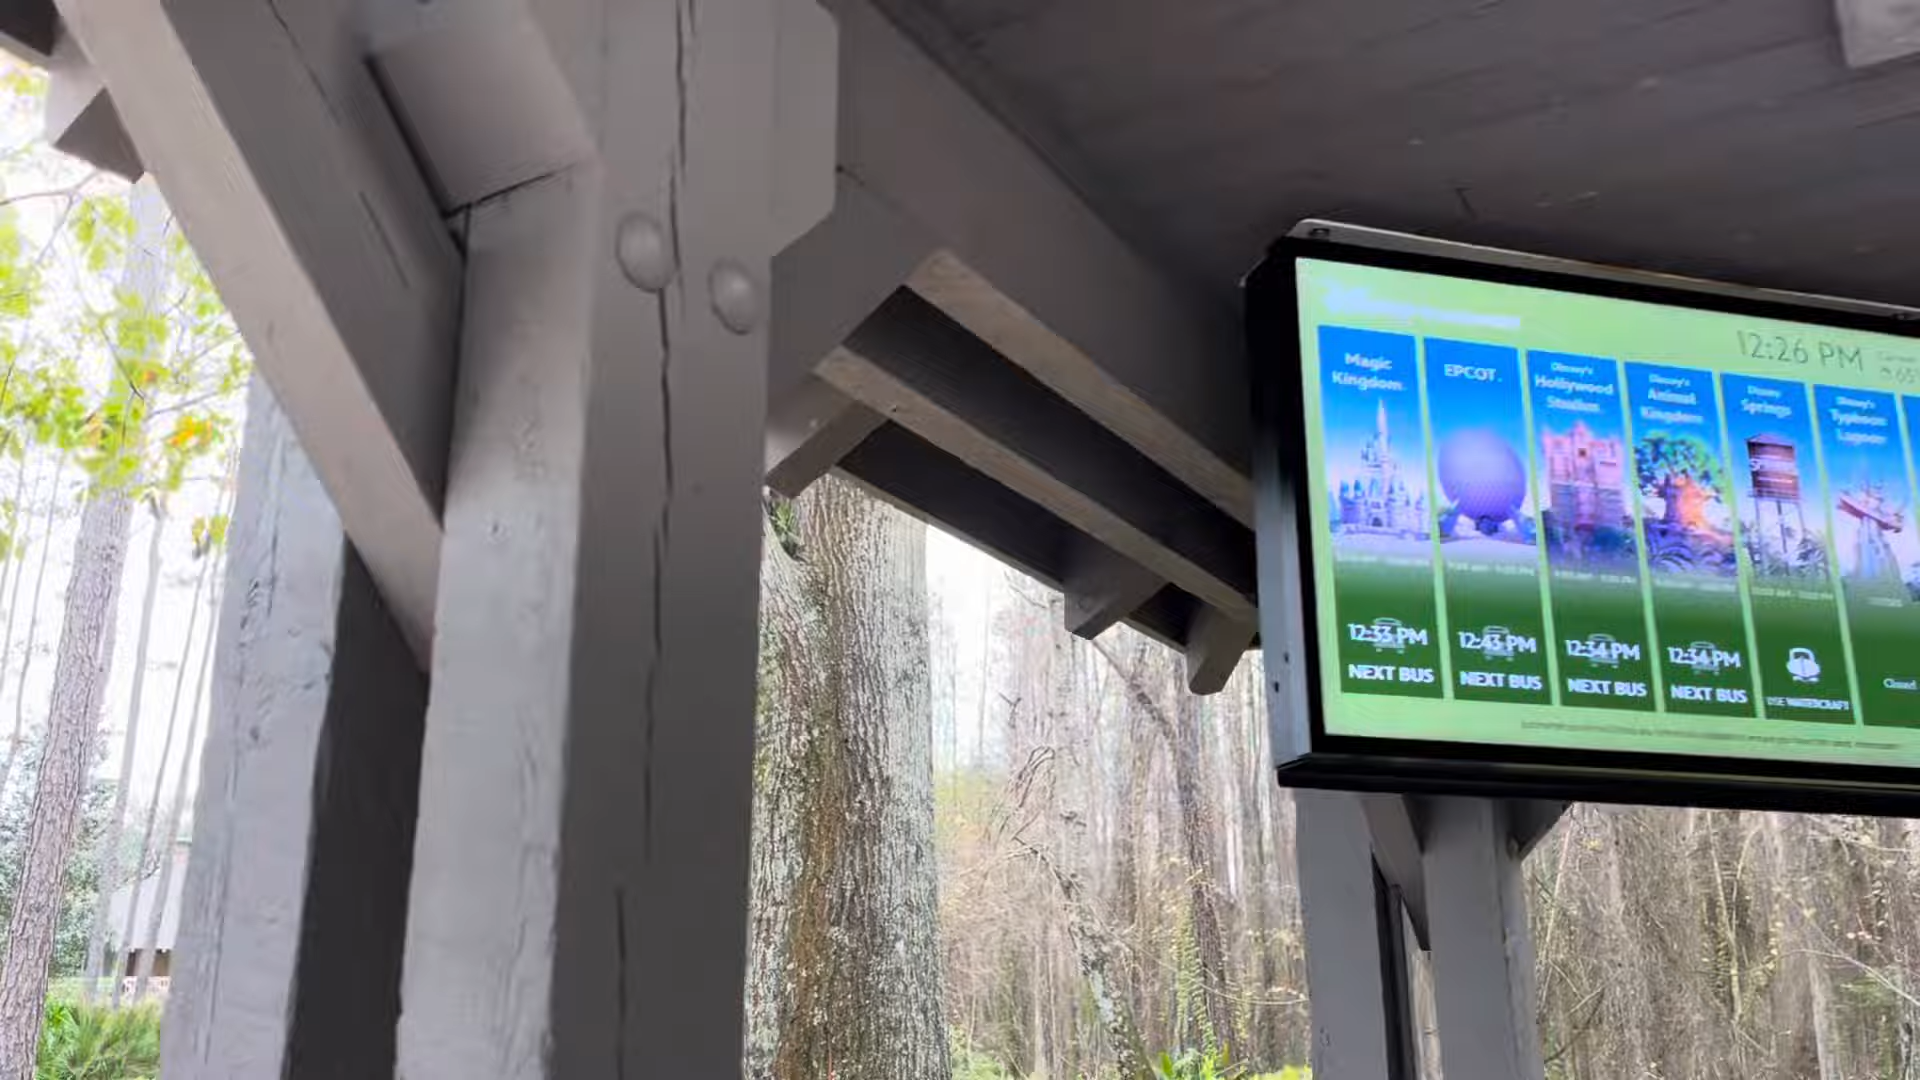 12:26 PM
Magic
Kingdom
EPCOT.
Disney's
Hollywood
Studios
Disney's
Animal
Kingdom
Disney
Springs
Disney's
Typhoon
Lagoon
12:33 PM
NEXT BUS
12:43 PM
NEXT BUS
12:34 PM
NEXT BUS
12:34 PM
NEXT BUS
USE WATERCRAFT
Closed